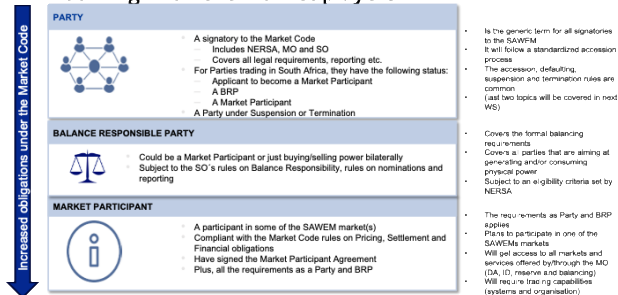 Increased obligations under the Market Code
PARTY
A signatory to the Market Code
Includes NERSA, MO and SO
Covers all legal requirements, reporting etc.
For Parties trading in South Africa, they have the following status:
Applicant to become a Market Participant
A BRP
A Market Participant
A Party under Suspension or Termination
Is the generic term for all signatories
to the SAWEM
It will follow a standardized accession
process
The accession, defaulting,
suspension and termination rules are
common
(last two topics will be covered in next
WS)
BALANCE RESPONSIBLE PARTY
Could be a Market Participant or just buying/selling power bilaterally
Subject to the SO's rules on Balance Responsibility, rules on nominations and
reporting
Covers the formal balancing
requirements
Covers all parties that are aiming at
generating and/or consuming
physical power
Subject to an eligibility criteria set by
NERSA
MARKET PARTICIPANT
A participant in some of the SAWEM market(s)
Compliant with the Market Code rules on Pricing, Settlement and
Financial obligations
Have signed the Market Participant Agreement
Plus, all the requirements as a Party and BRP
The requirements as Party and BRP
applies
Plans to participate in one of the
SAWEMs markets
Will get access to all markets and
services offered by/through the MO
(DA, ID, reserve and balancing)
Will require trading capabilities
(systems and organisation)